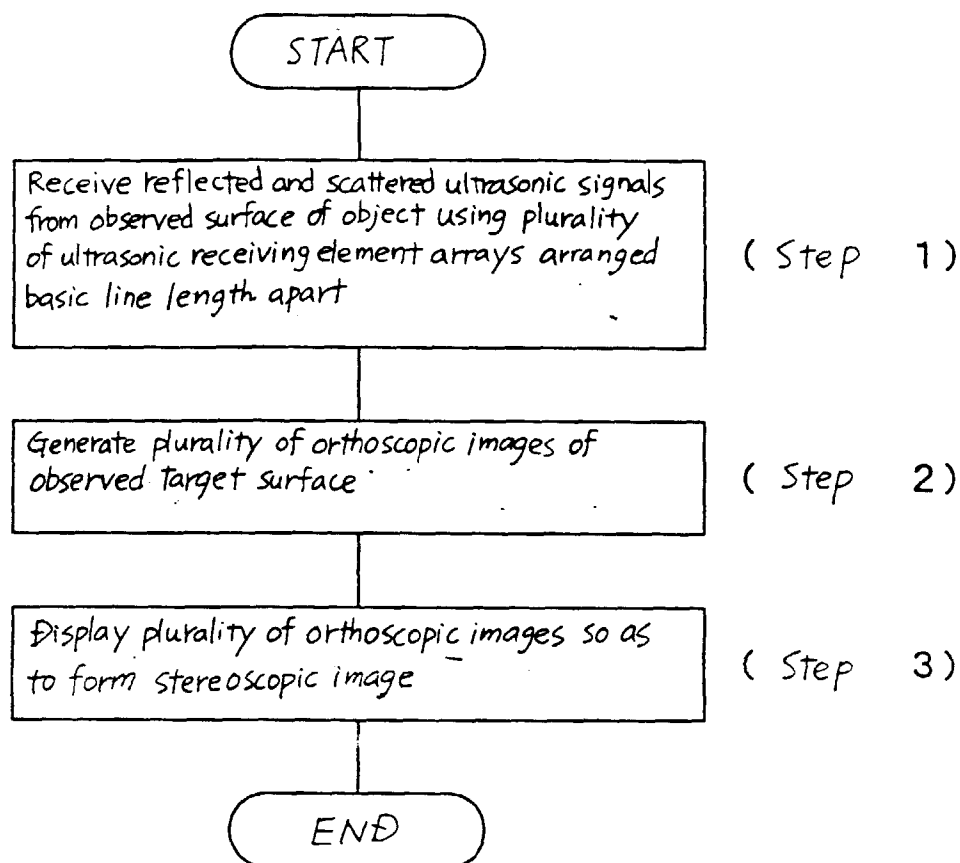 START
Receive reflected and scattered ultrasonic signals
from observed surface of object using plurality
of ultrasonic receiving element arrays arranged
basic line length apart
(Step 1)
Generate plurality of orthoscopic images of
observed Target surface
(Step 2)
Display plurality of orthoscopic images so as
to form stereoscopic image
(Step 3)
END